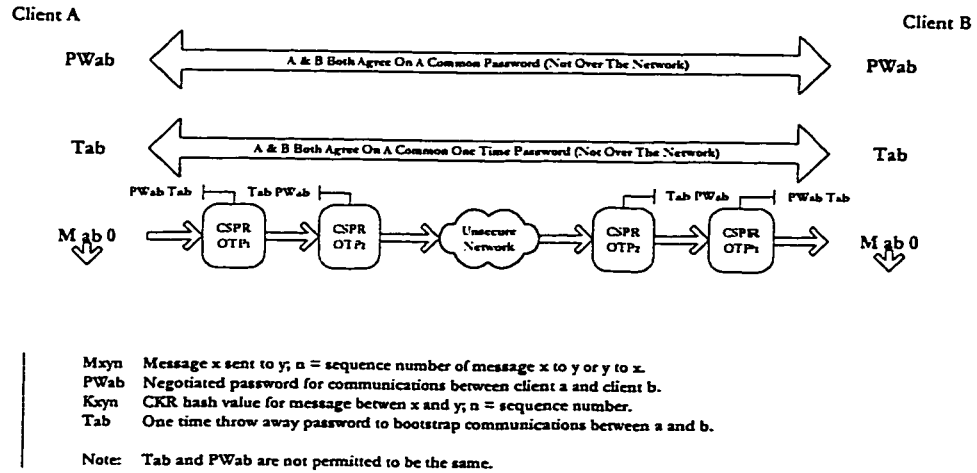 Client A
Client B
PWab
A & B Both Agree On A Common Password (Not Over The Network)
PWab
Tab
A & B Both Agree On A Common One Time Password (Not Over The Network)
Tab
PWab Tab
Tab PWab
Tab PWab
PWab Tab
M ab 0
CSPR
OTP1
CSPR
OTP2
Unsecure
Network
CSPR
OTP2
CSPR
OTP1
M ab 0
Mxyn Message x sent to y; n = sequence number of message x to y or y to x.
PWab Negotiated password for communications between client a and client b.
Kxyn CKR hash value for message betwen x and y; n = sequence number.
Tab One time throw away password to bootstrap communications between a and b.
Note: Tab and PWab are not permitted to be the same.